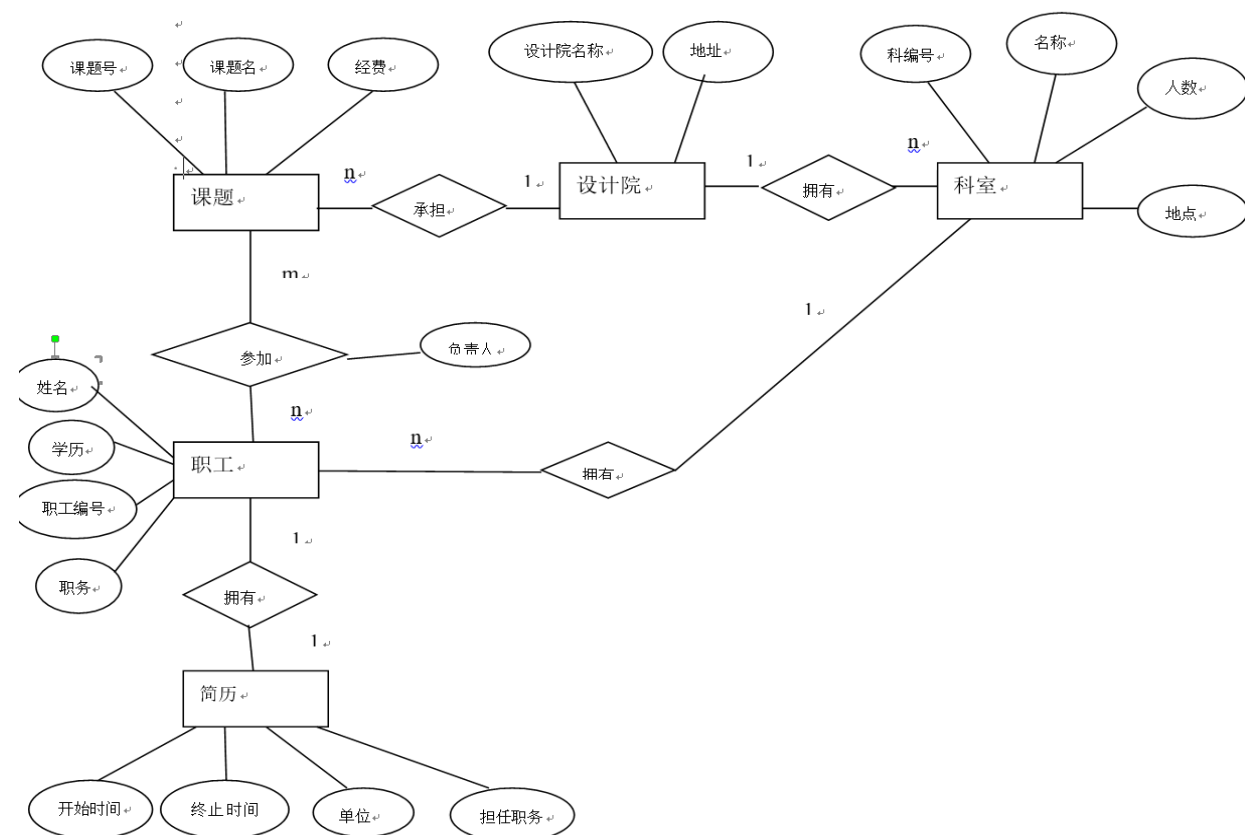 课题号
课题名
经费
设计院名称
地址
科编号
名称
人数
课题
n
承担
1
设计院
1
拥有
n
科室
地点
m
1
参加
负责人
姓名
n
n
学历
职工
拥有
职工编号
1
职务
拥有
1
简历
开始时间
终止时间
单位
担任职务